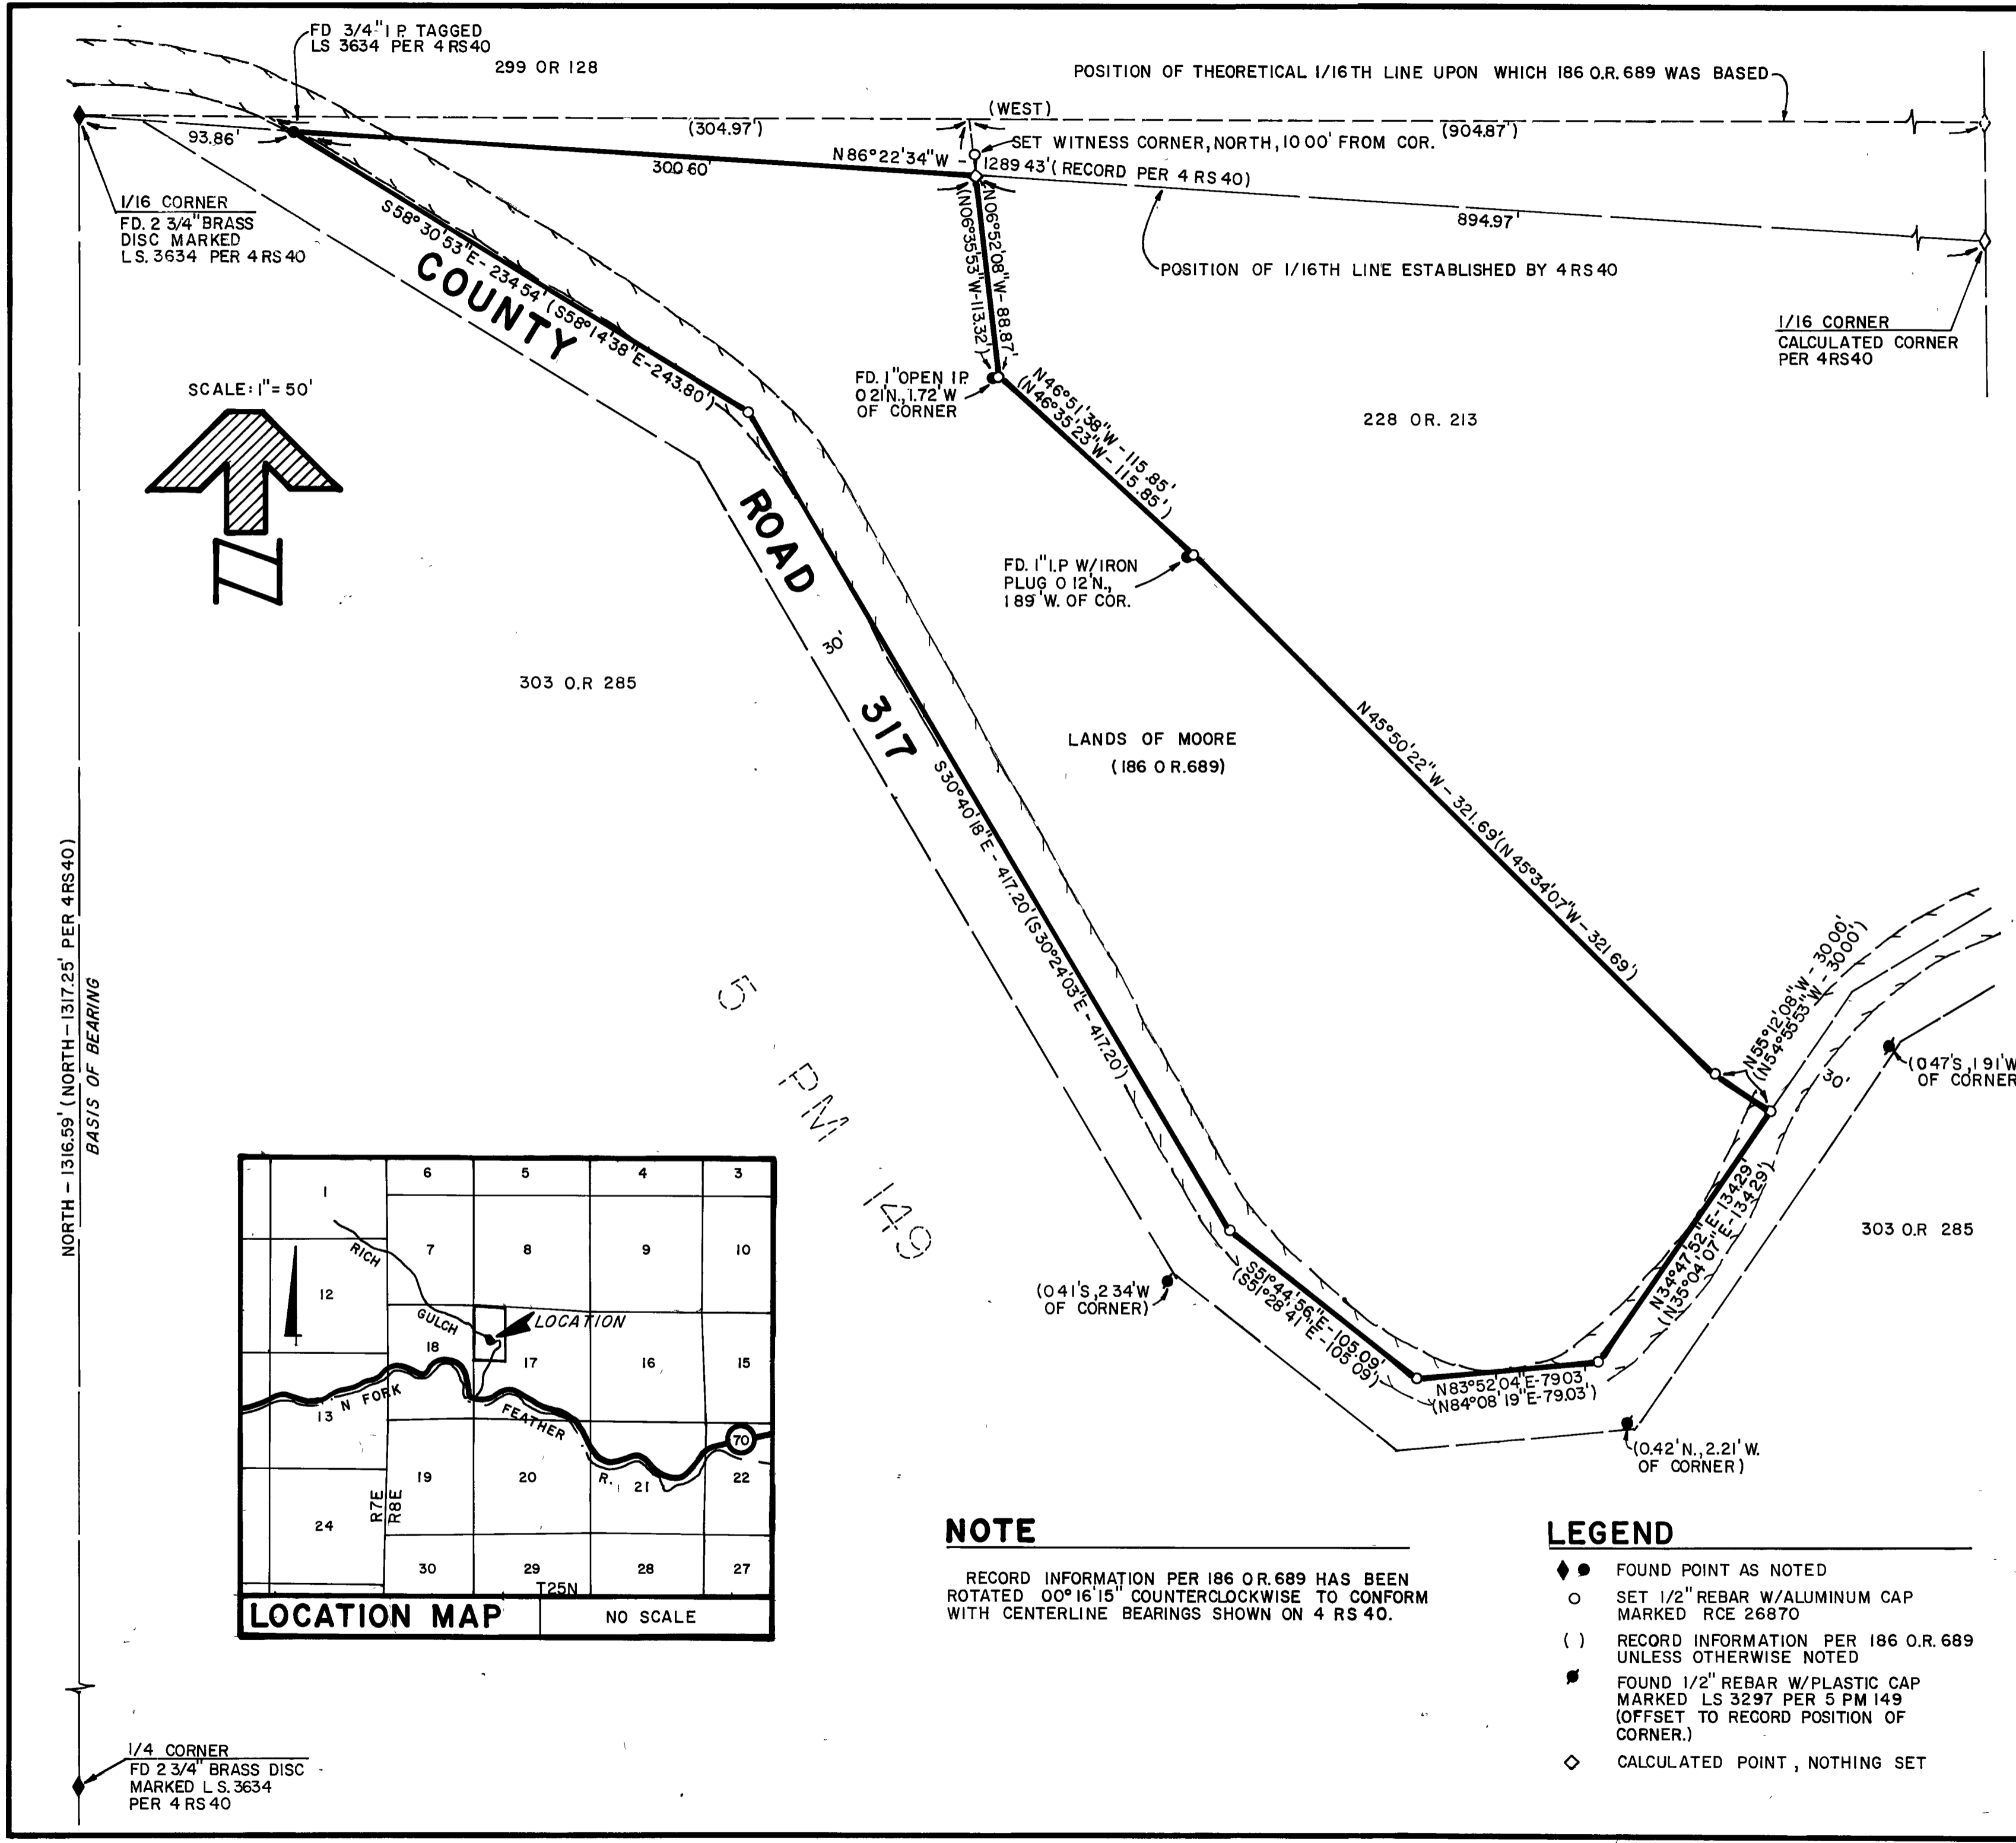 FD 3/4" I P. TAGGED
LS 3634 PER 4 RS 40
299 OR 128
POSITION OF THEORETICAL 1/16TH LINE UPON WHICH 186 O.R. 689 WAS BASED
(WEST)
93.86'
(304.97')
(904.87')
SET WITNESS CORNER, NORTH, 10 00' FROM COR.
N 86° 22' 34" W - 1289 43' ( RECORD PER 4 RS 40)
300 60'
894.97'
1/16 CORNER
FD. 2 3/4" BRASS
DISC MARKED
L S. 3634 PER 4 RS 40
S58° 30' 53" E - 234 54' (S58° 14' 38" E - 243.80')
N06° 52' 08" W - 88.87'
(N06° 35' 53" W - 113.32')
POSITION OF 1/16TH LINE ESTABLISHED BY 4 RS 40
1/16 CORNER
CALCULATED CORNER
PER 4RS40
COUNTY
ROAD
317
SCALE: 1" = 50'
N
FD. 1" OPEN I P.
0 21' N., 1.72' W
OF CORNER
N46° 51' 38" W - 115.85'
(N46° 35' 23" W - 115.85')
228 OR. 213
FD. 1" I.P W/IRON
PLUG 0 12' N.,
1 89' W. OF COR.
30'
303 O.R 285
LANDS OF MOORE
( 186 O R.689)
N45° 50' 22" W - 321.69' (N 45° 34' 07" W - 321 69')
S30° 40' 18" E - 417.20' (S 30° 24' 03" E - 417.20')
NORTH - 1316.59' ( NORTH - 1317.25' PER 4RS40)
BASIS OF BEARING
N55° 12' 08" W - 30 00'
(N54° 55' 53" W - 30 00')
(0 47' S, 1 91' W
OF CORNER
30'
5 PM 149
N34° 47' 52" E - 134.29'
(N35° 04' 07" E - 134 29')
303 O.R 285
(0 41' S, 2 34' W
OF CORNER)
S51° 44' 56" E - 105.09'
(S51° 28' 41" E - 105 09')
N 83° 52' 04" E - 79 03'
(N84° 08' 19" E - 79.03')
(0.42' N., 2.21' W.
OF CORNER )
1
6
5
4
3
7
8
9
10
RICH
12
GULCH
LOCATION
18
17
16
15
13
N FORK
FEATHER
R.
70
19
20
21
22
R7E
R8E
24
30
29
28
27
T25N
LOCATION MAP
NO SCALE
NOTE
RECORD INFORMATION PER 186 O R. 689 HAS BEEN
ROTATED 00° 16' 15" COUNTERCLOCKWISE TO CONFORM
WITH CENTERLINE BEARINGS SHOWN ON 4 RS 40.
LEGEND
FOUND POINT AS NOTED
SET 1/2" REBAR W/ALUMINUM CAP
MARKED RCE 26870
( ) RECORD INFORMATION PER 186 O.R. 689
UNLESS OTHERWISE NOTED
FOUND 1/2" REBAR W/PLASTIC CAP
MARKED LS 3297 PER 5 PM 149
(OFFSET TO RECORD POSITION OF
CORNER.)
CALCULATED POINT , NOTHING SET
1/4 CORNER
FD 2 3/4" BRASS DISC
MARKED L S. 3634
PER 4 RS 40